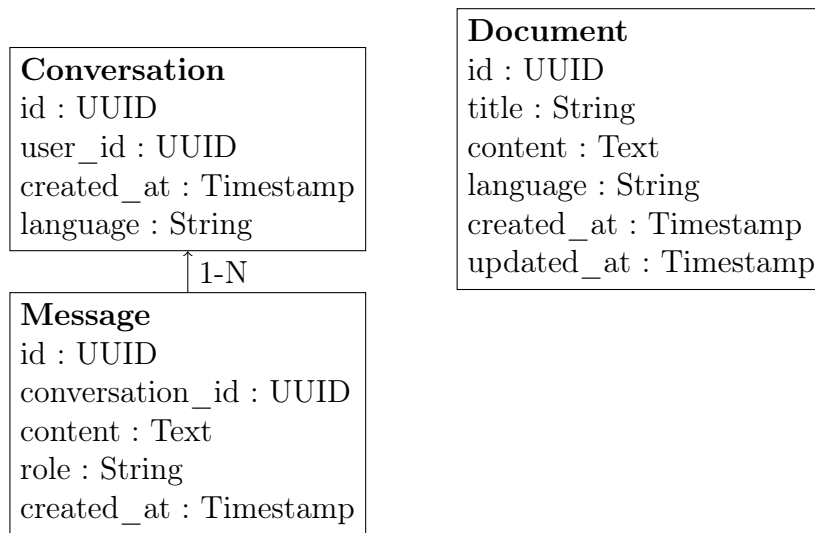 Conversation
id : UUID
user_id : UUID
created_at : Timestamp
language : String
1-N
Message
id : UUID
conversation_id : UUID
content : Text
role : String
created_at : Timestamp
Document
id : UUID
title : String
content : Text
language : String
created_at : Timestamp
updated_at : Timestamp